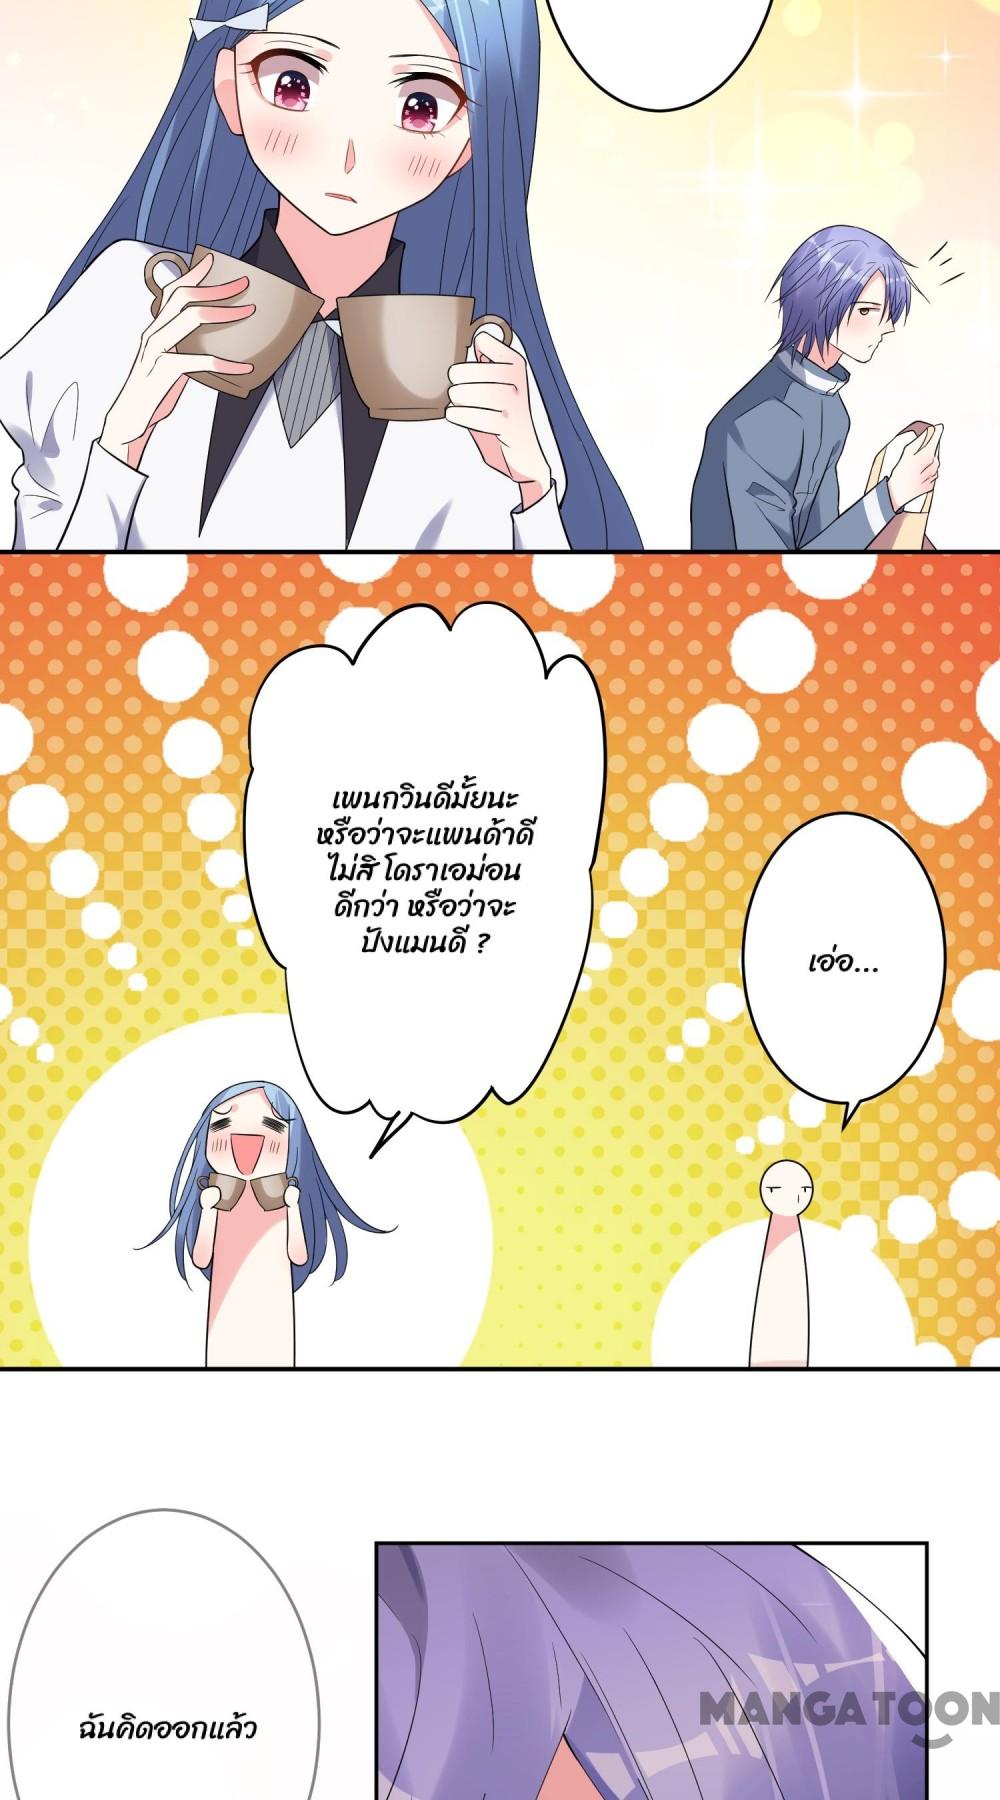 เพนกวินดีมั้ยนะ
หรือว่าจะแพนด้าดี
ไม่สิ โดราเอม่อน
ดีกว่า หรือว่าจะ
ปังแมนดี ?
เอ่อ...
ฉันคิดออกแล้ว
MANGATOON